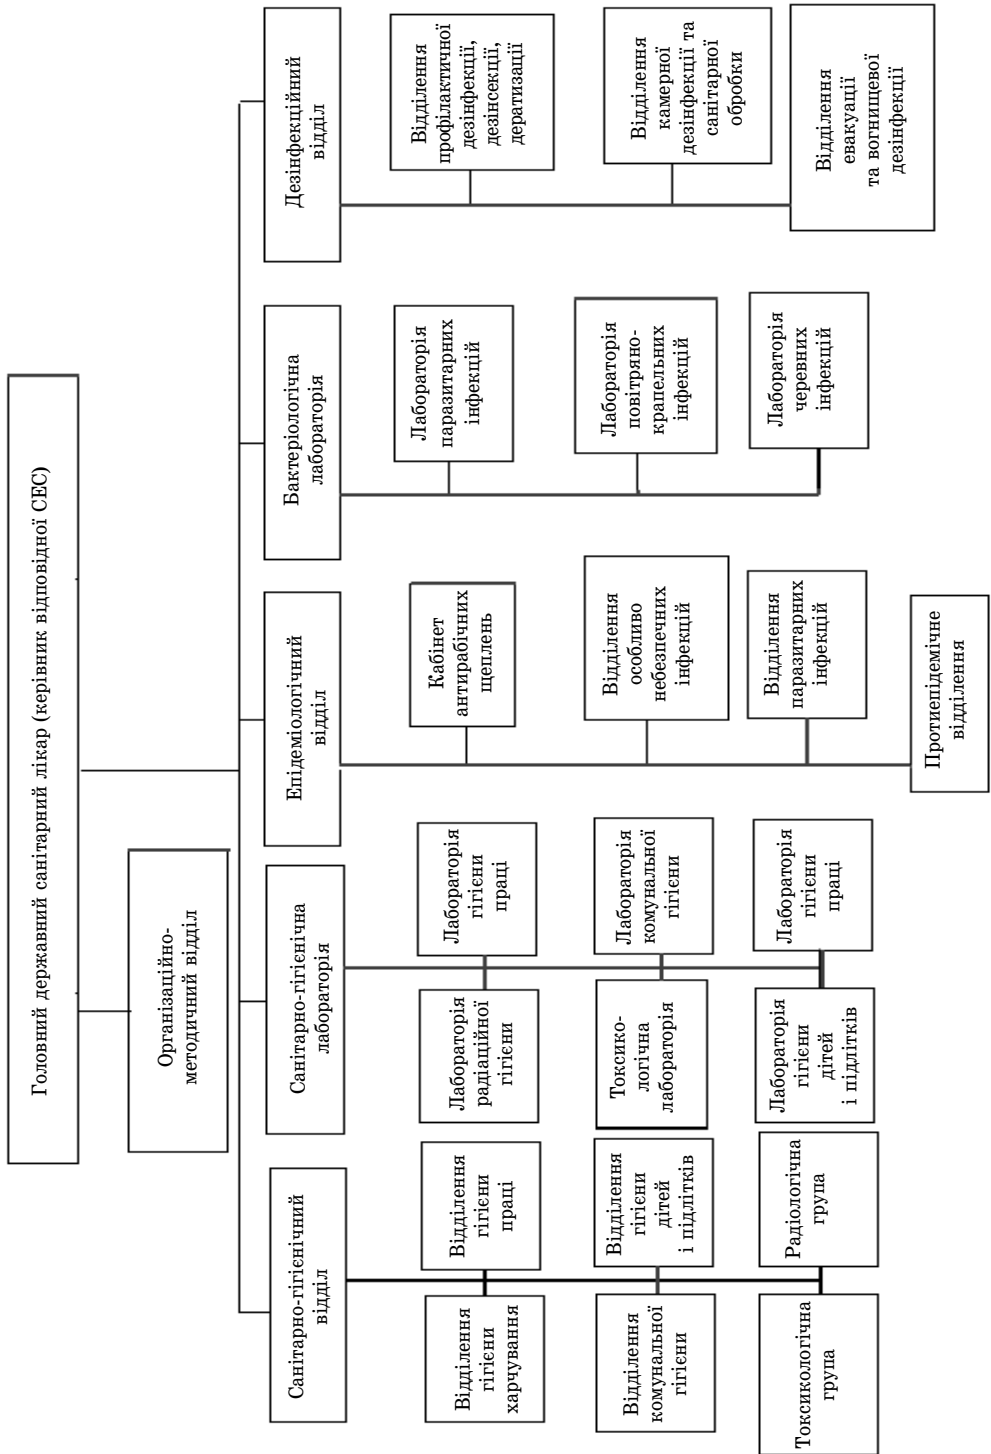 Головний державний санітарний лікар (керівник відповідної СЕС)
Організаційно-
методичний відділ
Санітарно-гігієнічний
відділ
Санітарно-гігієнічна
лабораторія
Епідеміологічний
відділ
Бактеріологічна
лабораторія
Дезінфекційний
відділ
Відділення
гігієни
харчування
Відділення
гігієни
праці
Відділення
комунальної
гігієни
Відділення
гігієни
дітей
і підлітків
Токсикологічна
група
Радіологічна
група
Лабораторія
радіаційної
гігієни
Лабораторія
гігієни
праці
Токсико-
логічна
лабораторія
Лабораторія
комунальної
гігієни
Лабораторія
гігієни
дітей
і підлітків
Лабораторія
гігієни
праці
Кабінет
антирабічних
щеплень
Відділення
особливо
небезпечних
інфекцій
Відділення
паразитарних
інфекцій
Протиепідемічне
відділення
Лабораторія
паразитарних
інфекцій
Лабораторія
повітряно-
крапельних
інфекцій
Лабораторія
черевних
інфекцій
Відділення
профілактичної
дезінфекції,
дезінсекції,
дератизації
Відділення
камерної
дезінфекції та
санітарної
обробки
Відділення
евакуації
та вогнищевої
дезінфекції